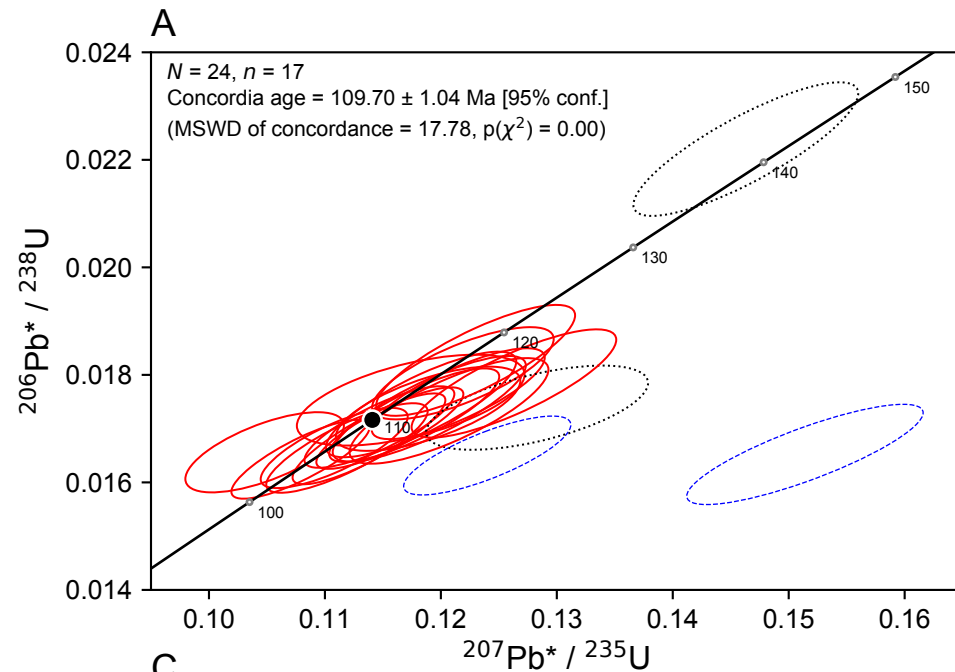 A
0.024
0.022
0.020
0.018
0.016
0.014
²⁰⁶Pb* / ²³⁸U
N = 24, n = 17
Concordia age = 109.70 ± 1.04 Ma [95% conf.]
(MSWD of concordance = 17.78, p(χ²) = 0.00)
150
140
130
120
110
100
0.10 0.11 0.12 0.13 0.14 0.15 0.16
²⁰⁷Pb* / ²³⁵U
C